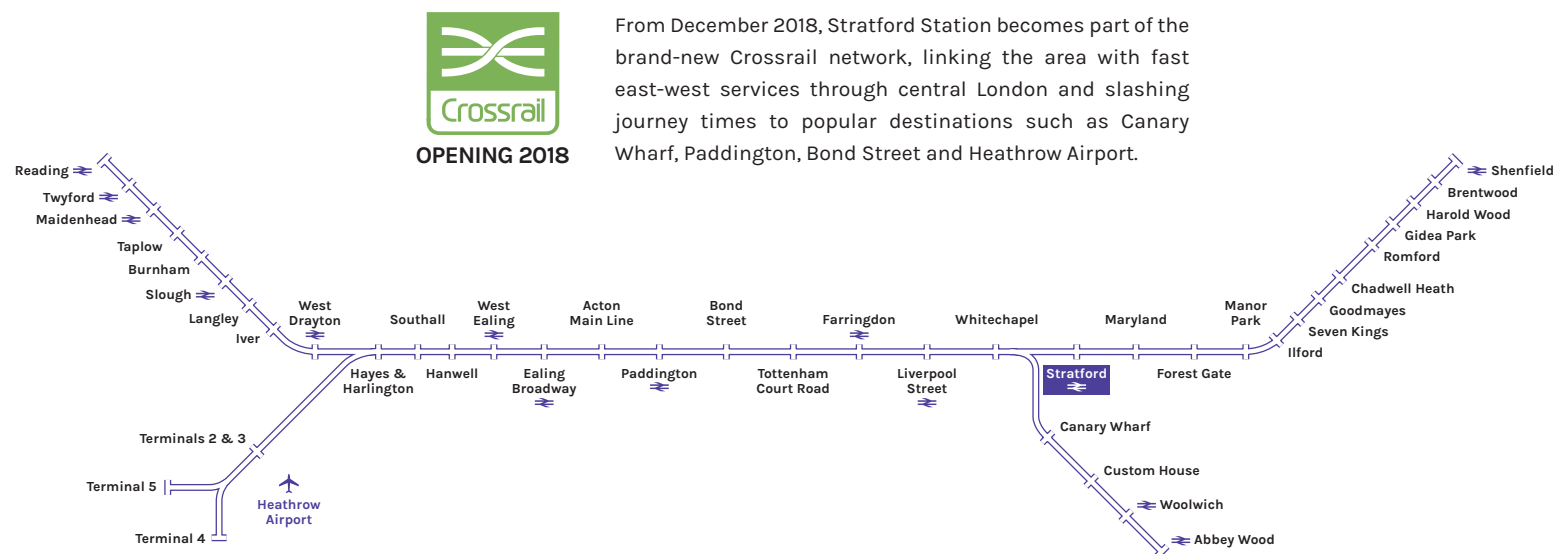 Crossrail
OPENING 2018
From December 2018, Stratford Station becomes part of the
brand-new Crossrail network, linking the area with fast
east-west services through central London and slashing
journey times to popular destinations such as Canary
Wharf, Paddington, Bond Street and Heathrow Airport.
Reading
Twyford
Maidenhead
Taplow
Burnham
Slough
Langley
Iver
West
Drayton
Southall
West
Ealing
Acton
Main Line
Bond
Street
Farringdon
Whitechapel
Maryland
Manor
Park
Shenfield
Brentwood
Harold Wood
Gidea Park
Romford
Chadwell Heath
Goodmayes
Seven Kings
Ilford
Hayes &
Harlington
Hanwell
Ealing
Broadway
Paddington
Tottenham
Court Road
Liverpool
Street
Stratford
Forest Gate
Terminals 2 & 3
Terminal 5
Terminal 4
Heathrow
Airport
Canary Wharf
Custom House
Woolwich
Abbey Wood